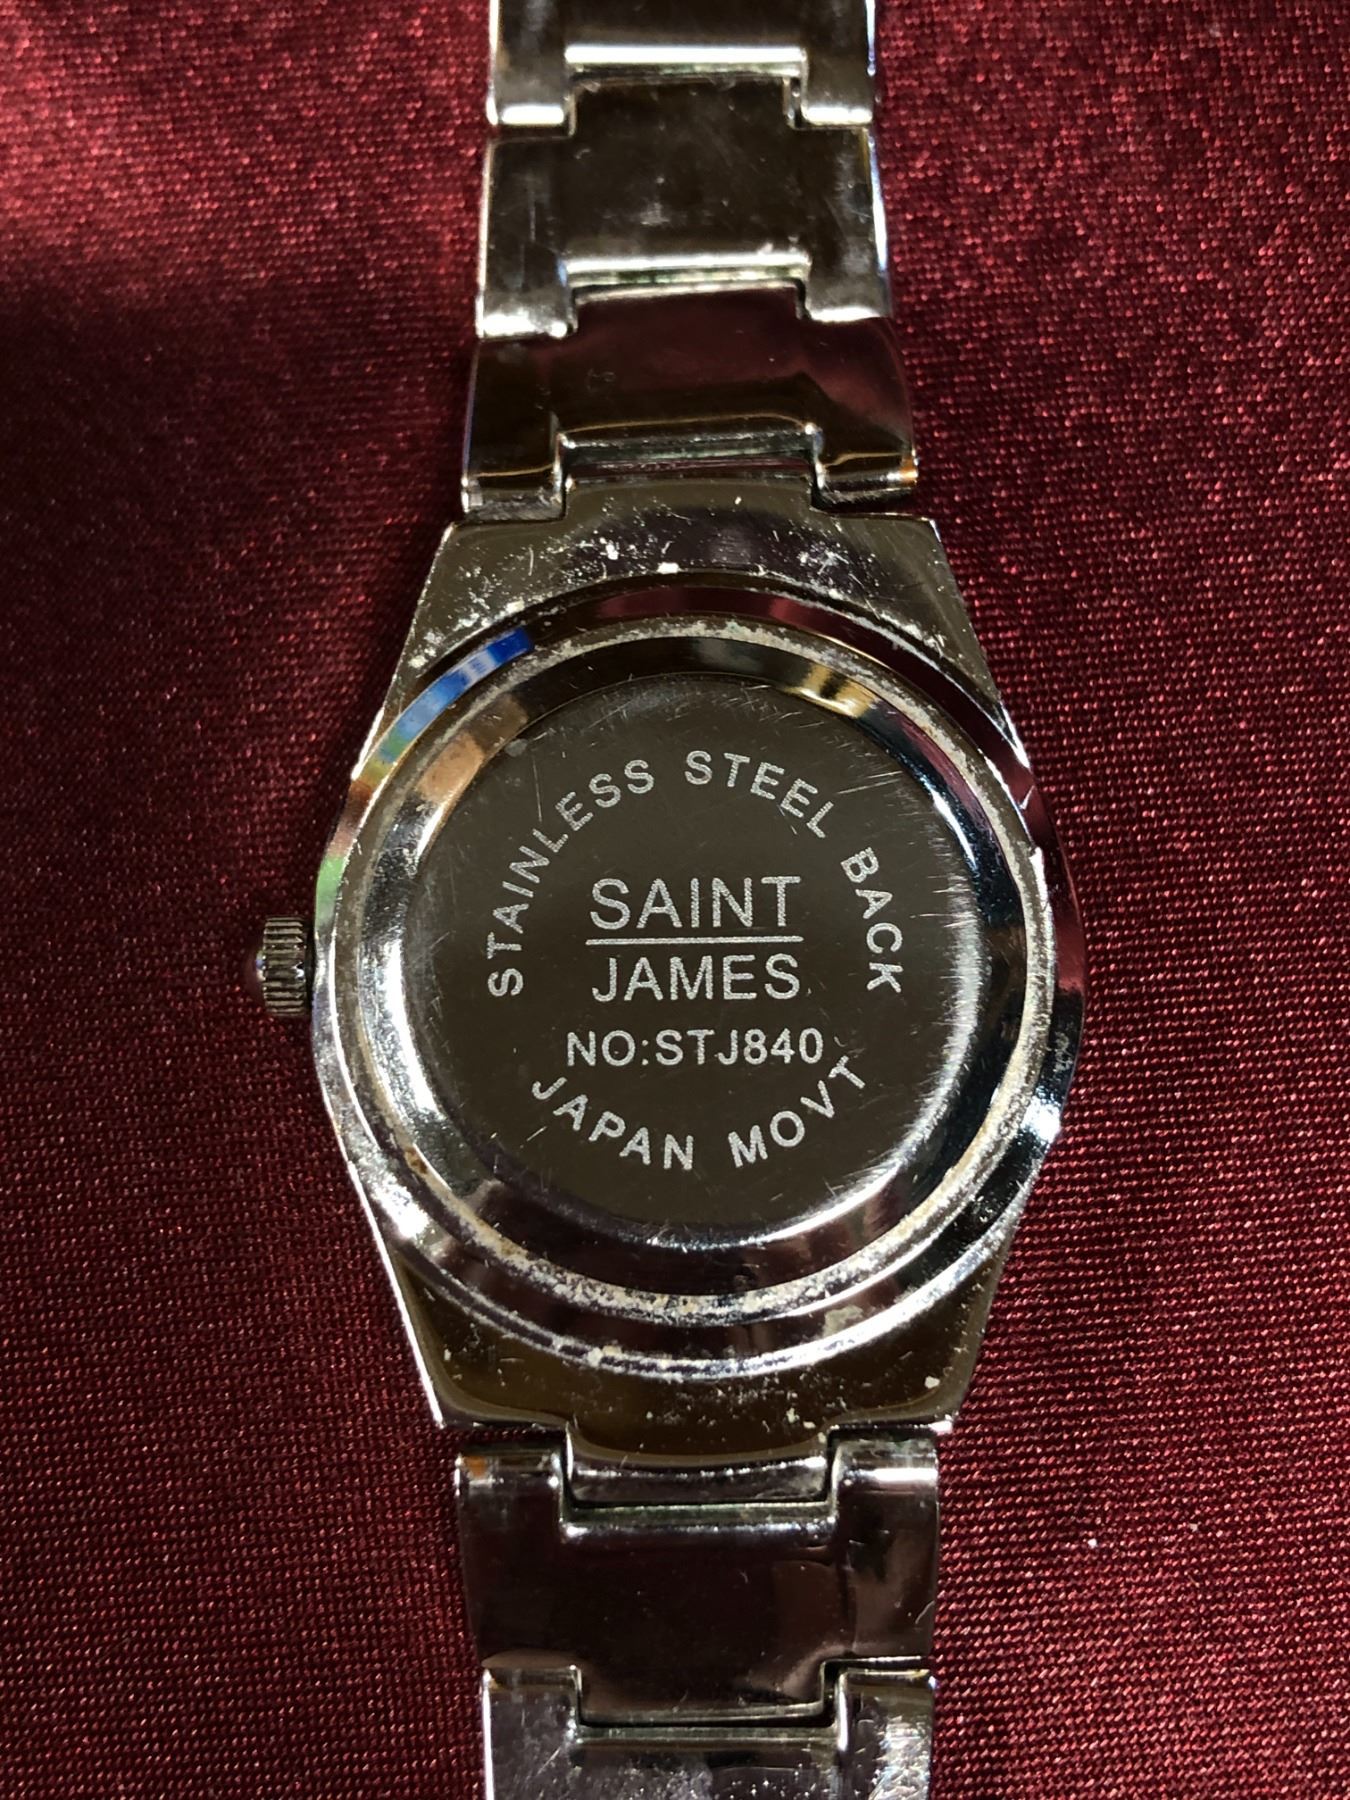 STAINLESS STEEL BACK
SAINT
JAMES
NO:STJ840
JAPAN MOVT